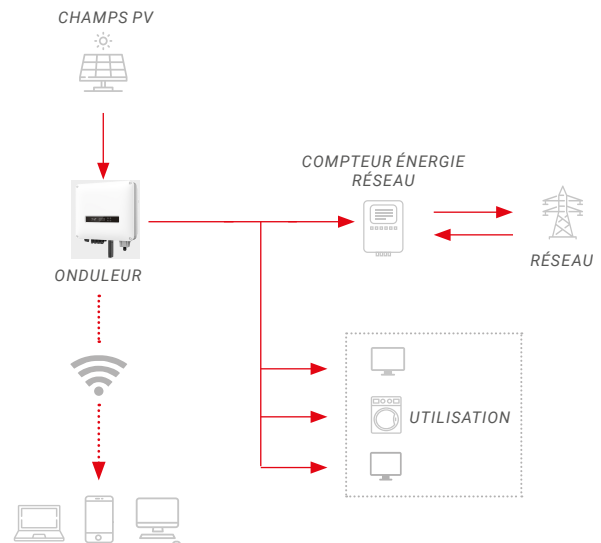 CHAMPS PV
COMPTEUR ÉNERGIE
RÉSEAU
RÉSEAU
ONDULEUR
UTILISATION